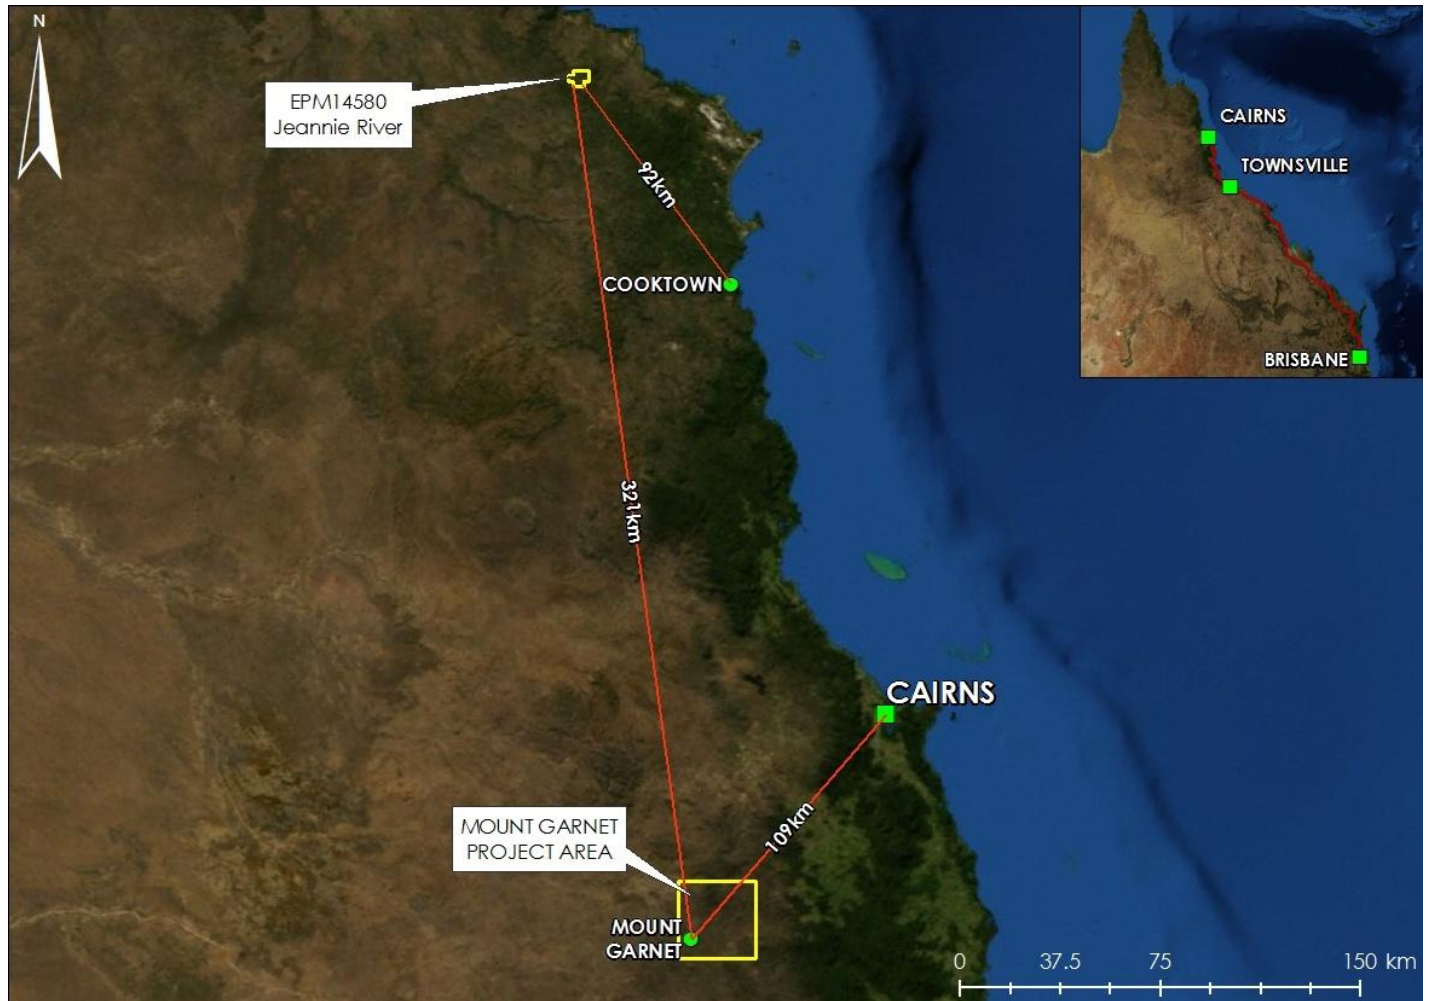 N
EPM14580
Jeannie River
92km
COOKTOWN
321km
CAIRNS
109km
MOUNT GARNET
PROJECT AREA
MOUNT
GARNET
0 37.5 75 150 km
CAIRNS
TOWNSVILLE
BRISBANE